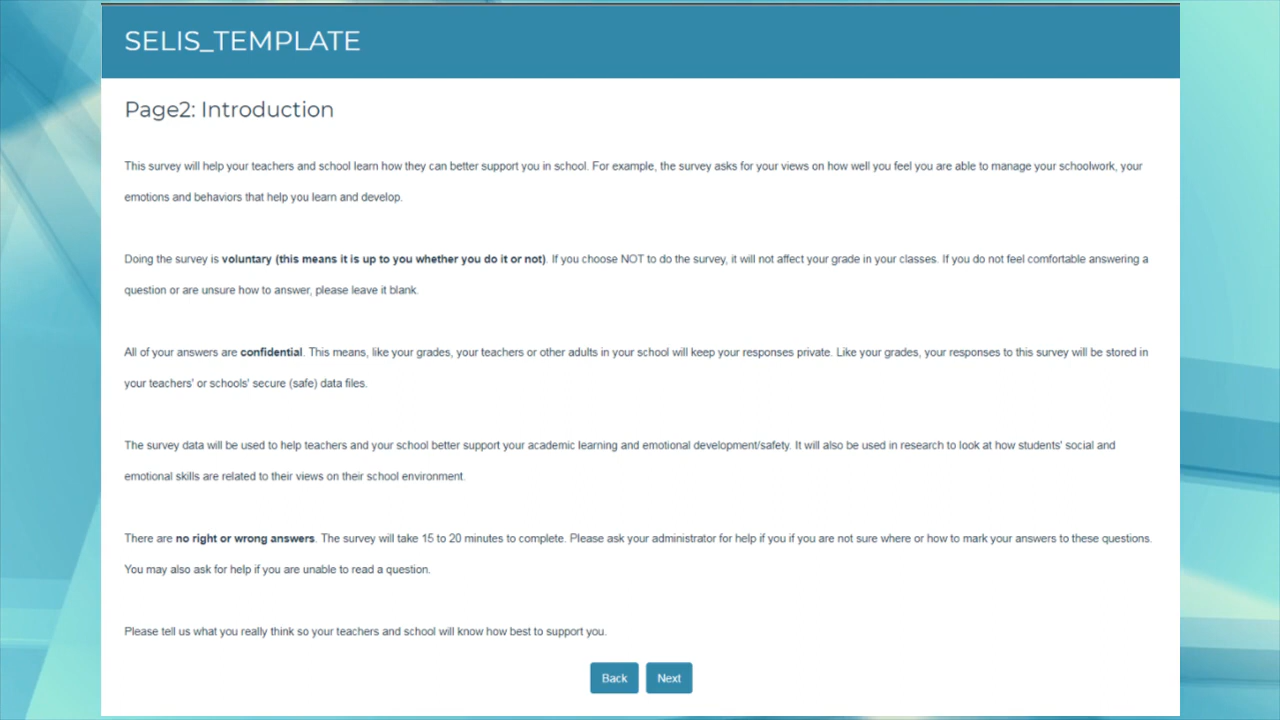 SELIS_TEMPLATE
Page2: Introduction
This survey will help your teachers and school learn how they can better support you in school. For example, the survey asks for your views on how well you feel you are able to manage your schoolwork, your
emotions and behaviors that help you learn and develop.
Doing the survey is voluntary (this means it is up to you whether you do it or not). If you choose NOT to do the survey, it will not affect your grade in your classes. If you do not feel comfortable answering a
question or are unsure how to answer, please leave it blank.
All of your answers are confidential. This means, like your grades, your teachers or other adults in your school will keep your responses private. Like your grades, your responses to this survey will be stored in
your teachers' or schools' secure (safe) data files.
The survey data will be used to help teachers and your school better support your academic learning and emotional development/safety. It will also be used in research to look at how students' social and
emotional skills are related to their views on their school environment.
There are no right or wrong answers. The survey will take 15 to 20 minutes to complete. Please ask your administrator for help if you if you are not sure where or how to mark your answers to these questions.
You may also ask for help if you are unable to read a question.
Please tell us what you really think so your teachers and school will know how best to support you.
Back Next